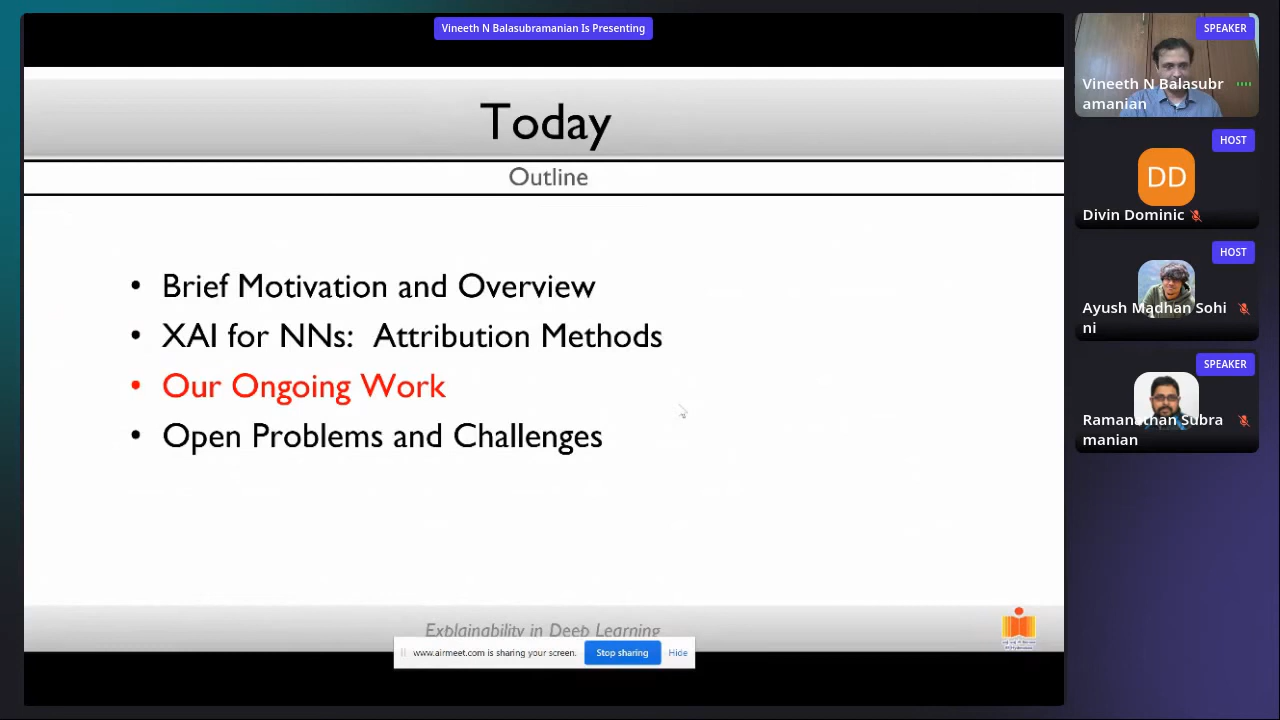 Vineeth N Balasubramanian Is Presenting
Today
Outline
• Brief Motivation and Overview
• XAI for NNs: Attribution Methods
• Our Ongoing Work
• Open Problems and Challenges
Explainability in Deep Learning
www.airmeet.com is sharing your screen.
Stop sharing
Hide
SPEAKER
Vineeth N Balasubr
amanian
HOST
DD
Divin Dominic
HOST
Ayush Madhan Sohi
ni
SPEAKER
Ramanathan Subra
manian